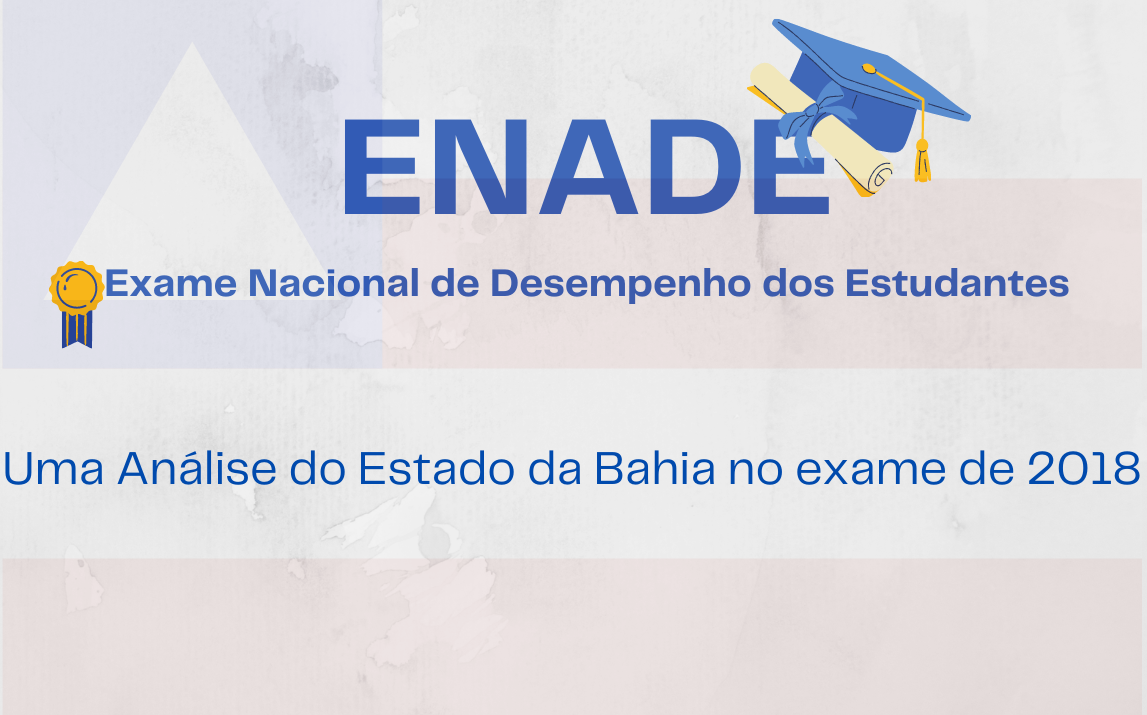 ENADE
Exame Nacional de Desempenho dos Estudantes
Uma Análise do Estado da Bahia no exame de 2018